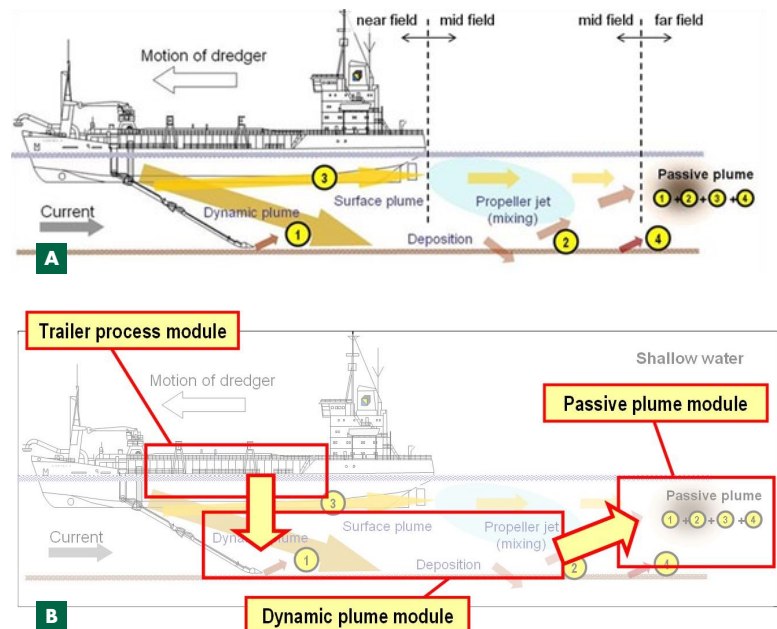 near field mid field mid field far field
Motion of dredger
Passive plume
3
1 + 2 + 3 + 4
Surface plume
Propeller jet
(mixing)
Current
Dynamic plume
1
Deposition
2
4
A
Trailer process module
Shallow water
Motion of dredger
Passive plume module
Passive plume
3
1 + 2 + 3 + 4
Surface plume
Propeller jet
(mixing)
Current
Dynamic plume
1
Deposition
2
4
Dynamic plume module
B